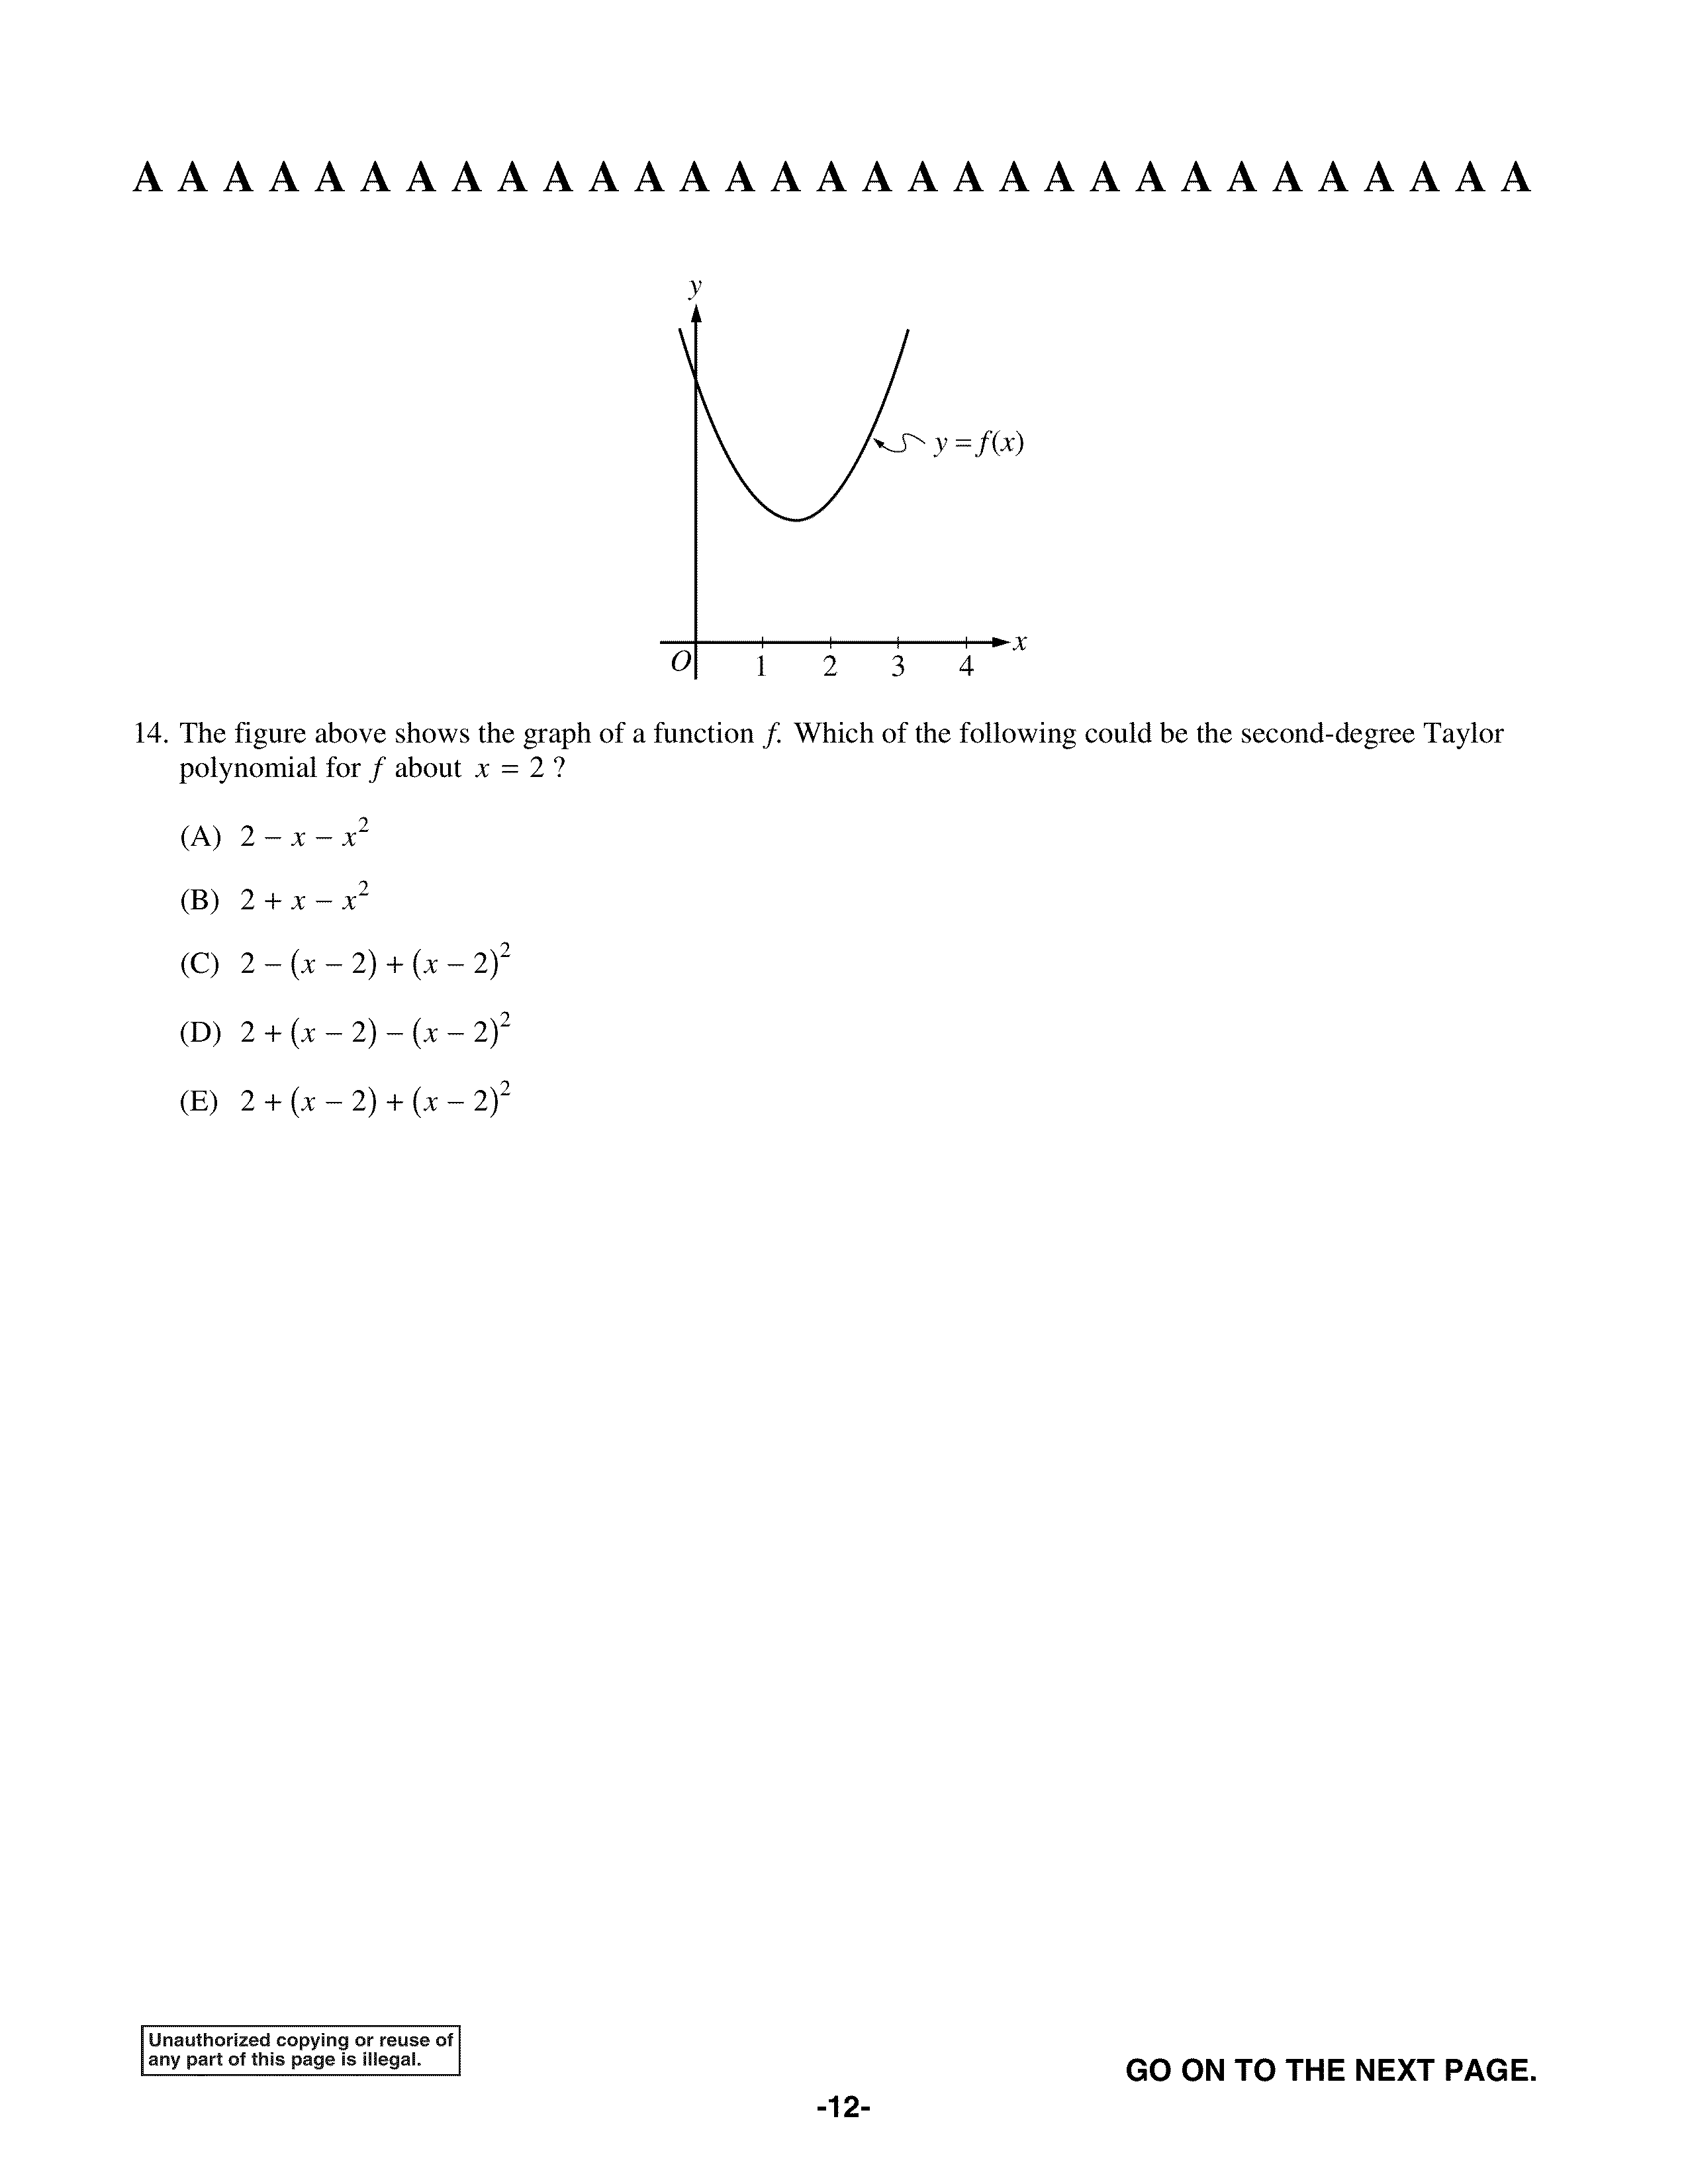 A A A A A A A A A A A A A A A A A A A A A A A A A A A A A A A
y
y = f(x)
O 1 2 3 4 x
14. The figure above shows the graph of a function f. Which of the following could be the second-degree Taylor
polynomial for f about x = 2 ?
(A) 2 − x − x²
(B) 2 + x − x²
(C) 2 − (x − 2) + (x − 2)²
(D) 2 + (x − 2) − (x − 2)²
(E) 2 + (x − 2) + (x − 2)²
Unauthorized copying or reuse of
any part of this page is illegal.
GO ON TO THE NEXT PAGE.
-12-